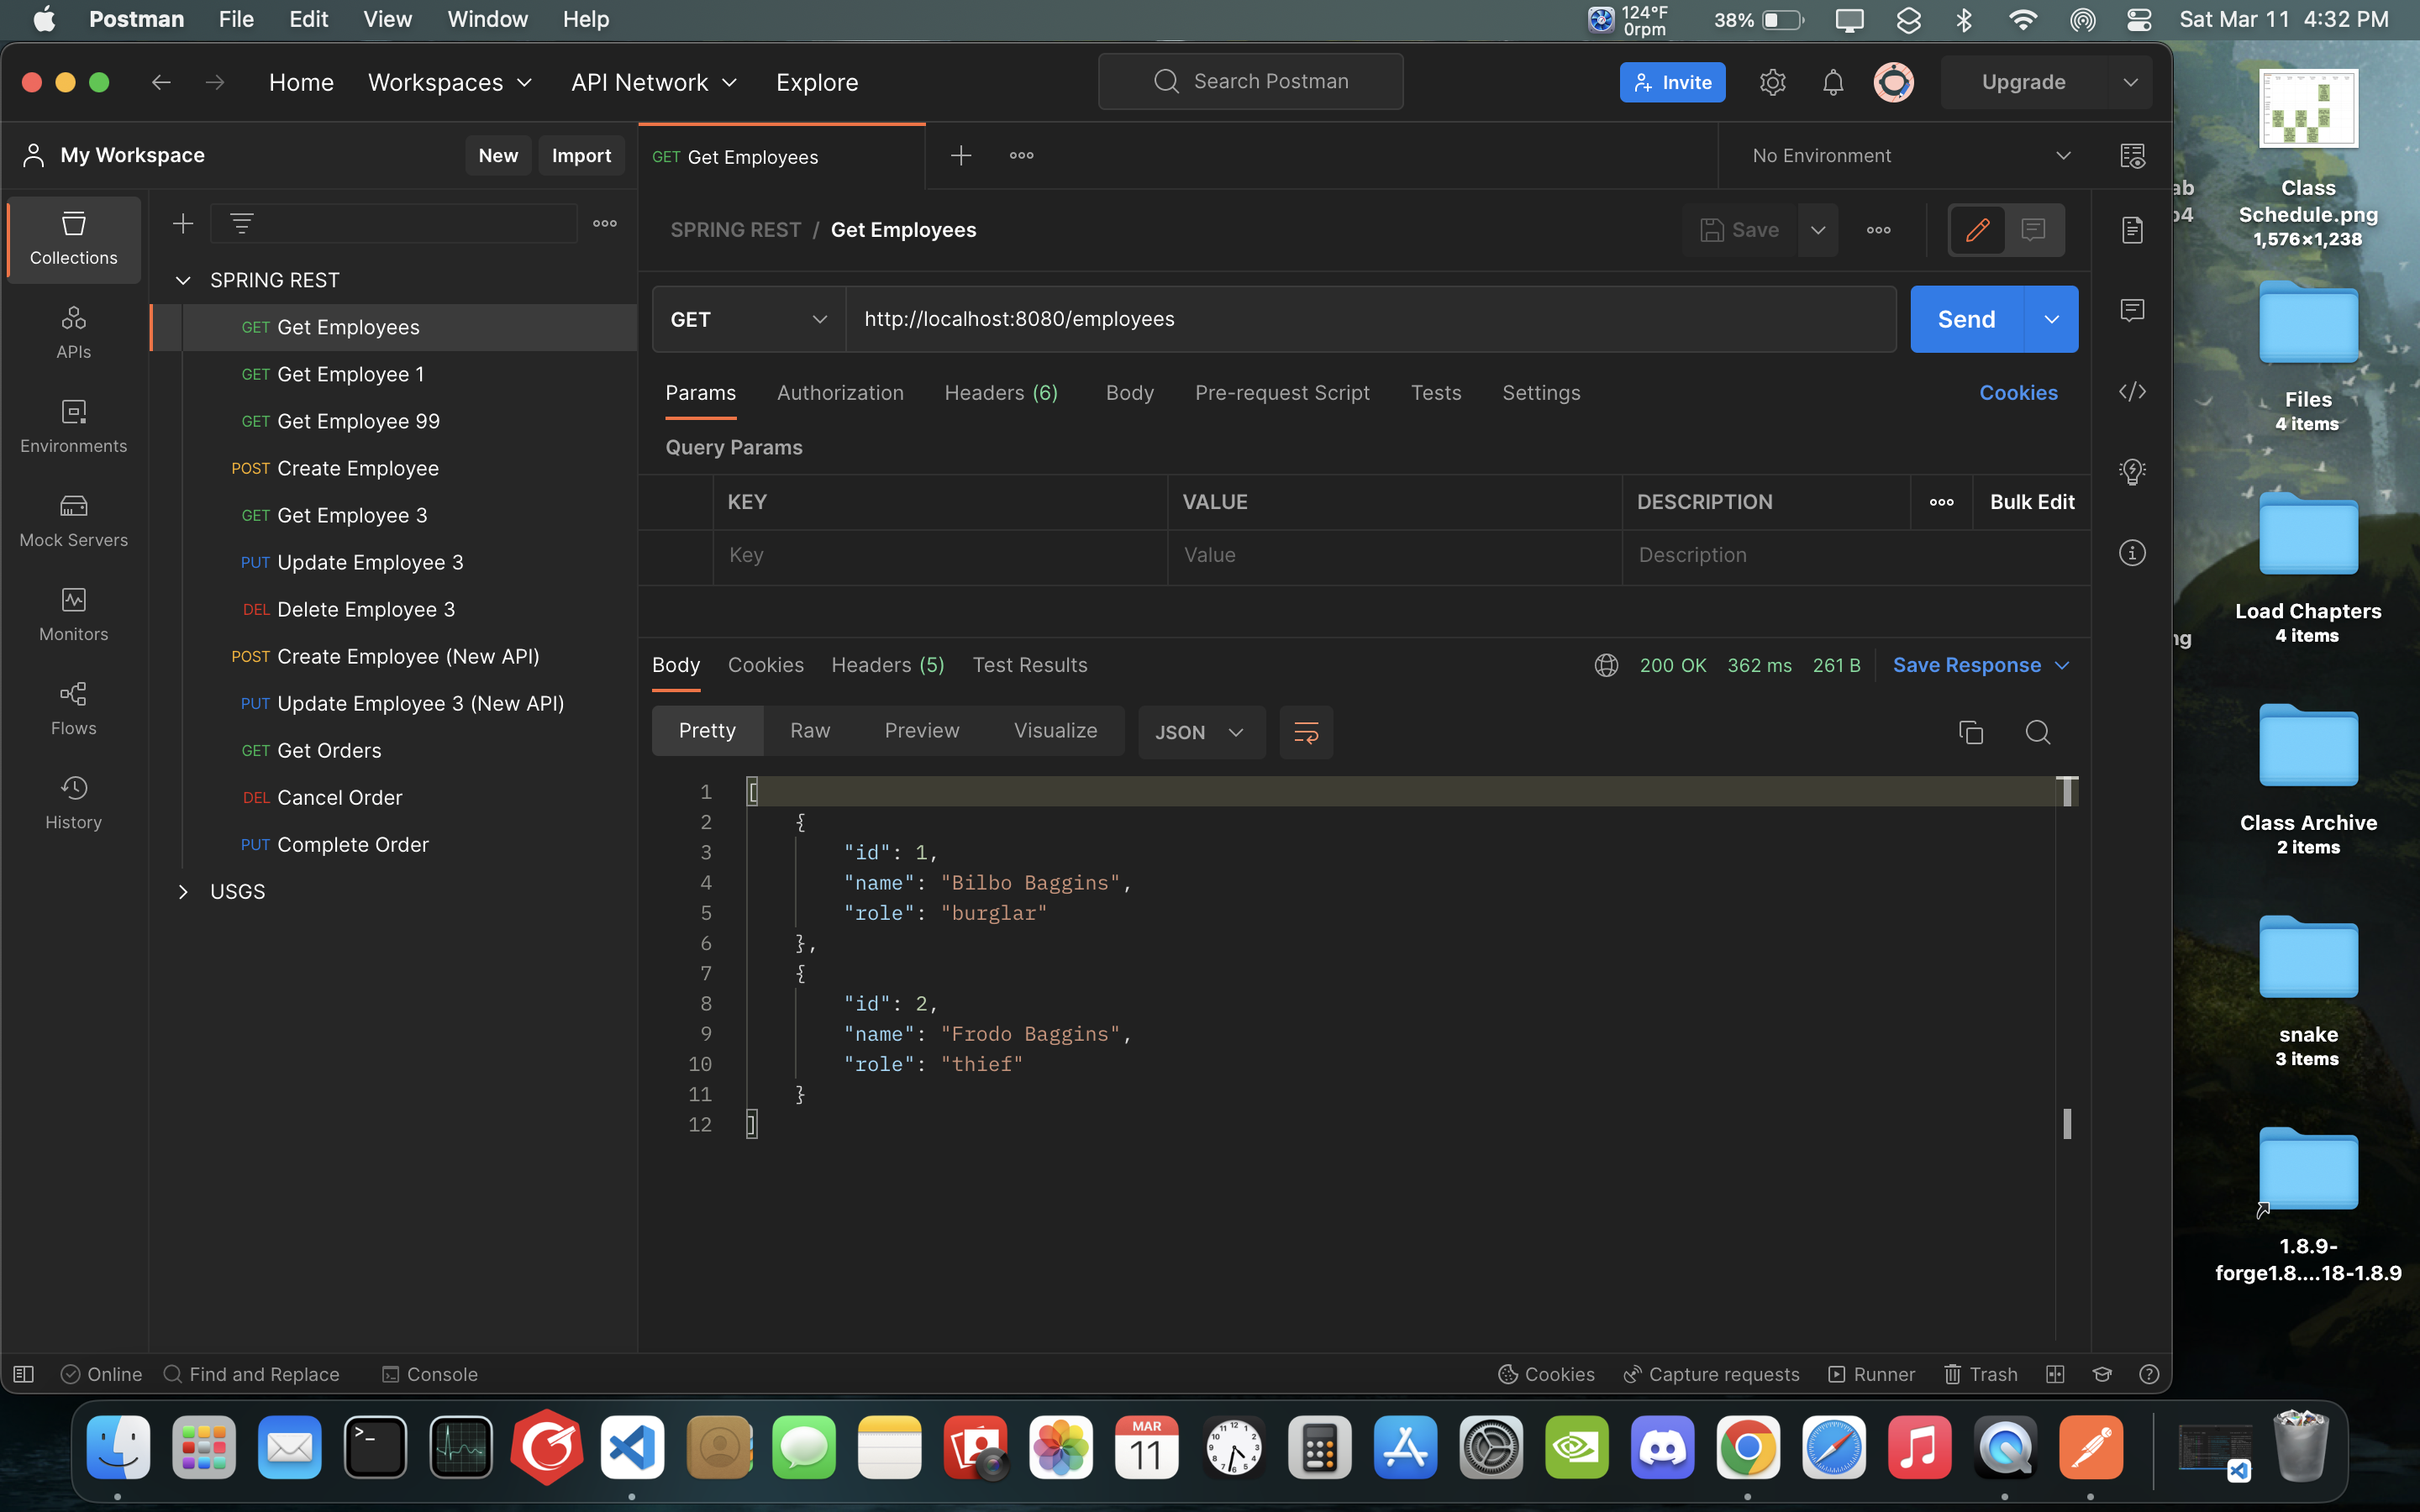 Postman File Edit View Window Help
124°F
0rpm
38%
Sat Mar 11 4:32 PM
Home Workspaces API Network Explore
Search Postman
Invite
Upgrade
My Workspace New Import
GET Get Employees
No Environment
Collections
APIs
Environments
Mock Servers
Monitors
Flows
History
SPRING REST
GET Get Employees
GET Get Employee 1
GET Get Employee 99
POST Create Employee
GET Get Employee 3
PUT Update Employee 3
DEL Delete Employee 3
POST Create Employee (New API)
PUT Update Employee 3 (New API)
GET Get Orders
DEL Cancel Order
PUT Complete Order
USGS
SPRING REST / Get Employees
Save
GET http://localhost:8080/employees
Send
Params Authorization Headers (6) Body Pre-request Script Tests Settings Cookies
Query Params
KEY VALUE DESCRIPTION Bulk Edit
Key Value Description
Body Cookies Headers (5) Test Results
200 OK 362 ms 261 B Save Response
Pretty Raw Preview Visualize JSON
1 [
2 {
3 "id": 1,
4 "name": "Bilbo Baggins",
5 "role": "burglar"
6 },
7 {
8 "id": 2,
9 "name": "Frodo Baggins",
10 "role": "thief"
11 }
12 ]
Online Find and Replace Console
Cookies Capture requests Runner Trash
ab
p4
ng
Class
Schedule.png
1,576×1,238
Files
4 items
Load Chapters
4 items
Class Archive
2 items
snake
3 items
1.8.9-
forge1.8....18-1.8.9
MAR
11